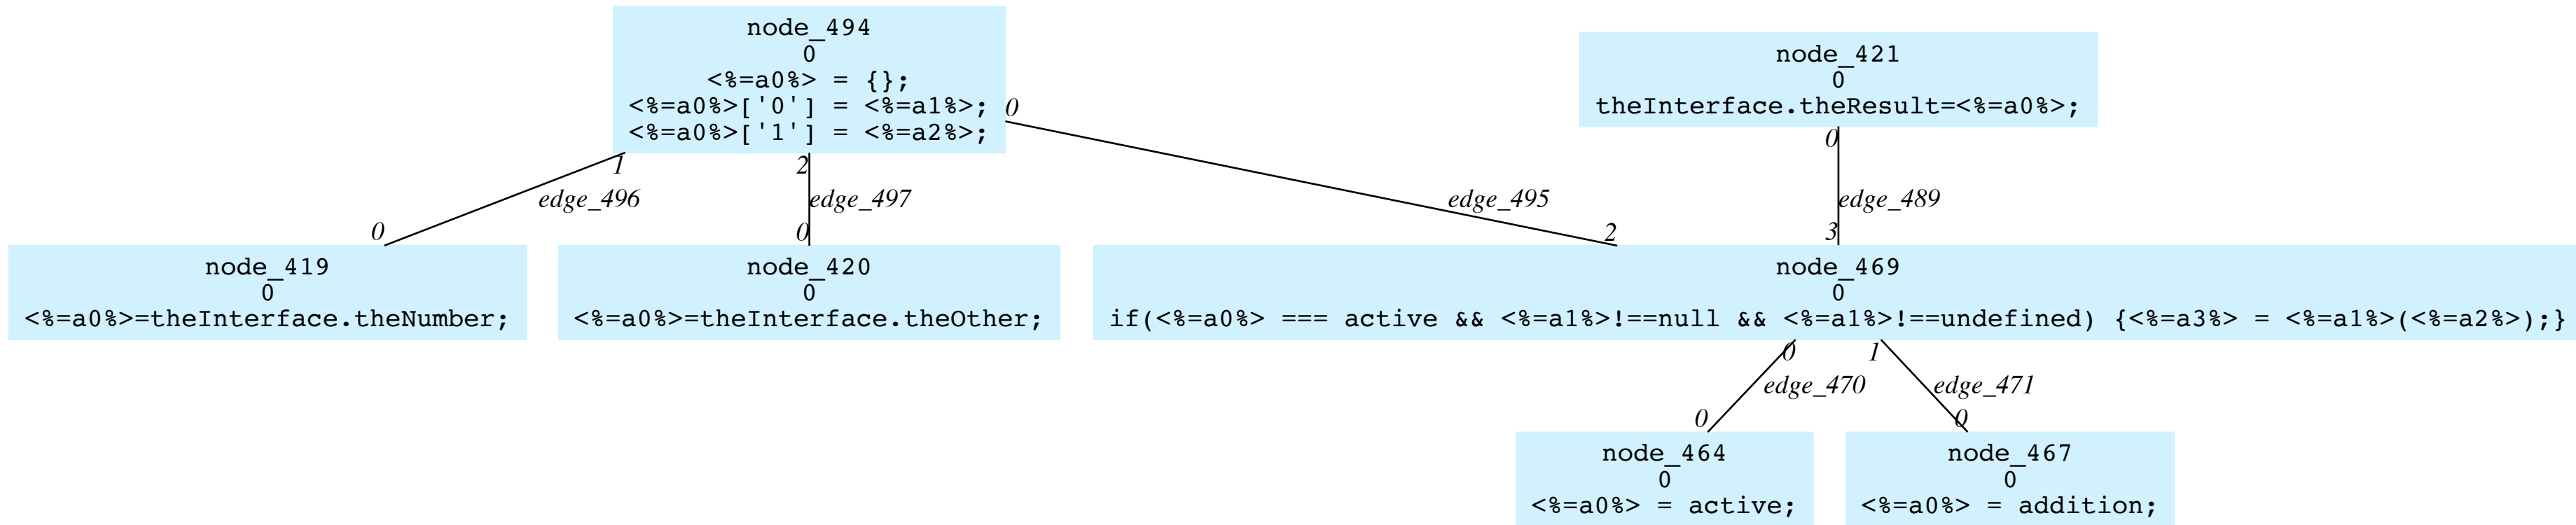 node_494
0
<%=a0%> = {};
<%=a0%>['0'] = <%=a1%>;
<%=a0%>['1'] = <%=a2%>;
0
node_421
0
theInterface.theResult=<%=a0%>;
1
2
0
edge_496
edge_497
edge_495
edge_489
0
0
2
3
node_419
0
<%=a0%>=theInterface.theNumber;
node_420
0
<%=a0%>=theInterface.theOther;
node_469
0
if(<%=a0%> === active && <%=a1%>!==null && <%=a1%>!==undefined) {<%=a3%> = <%=a1%>(<%=a2%>);}
0
1
edge_470
edge_471
0
0
node_464
0
<%=a0%> = active;
node_467
0
<%=a0%> = addition;